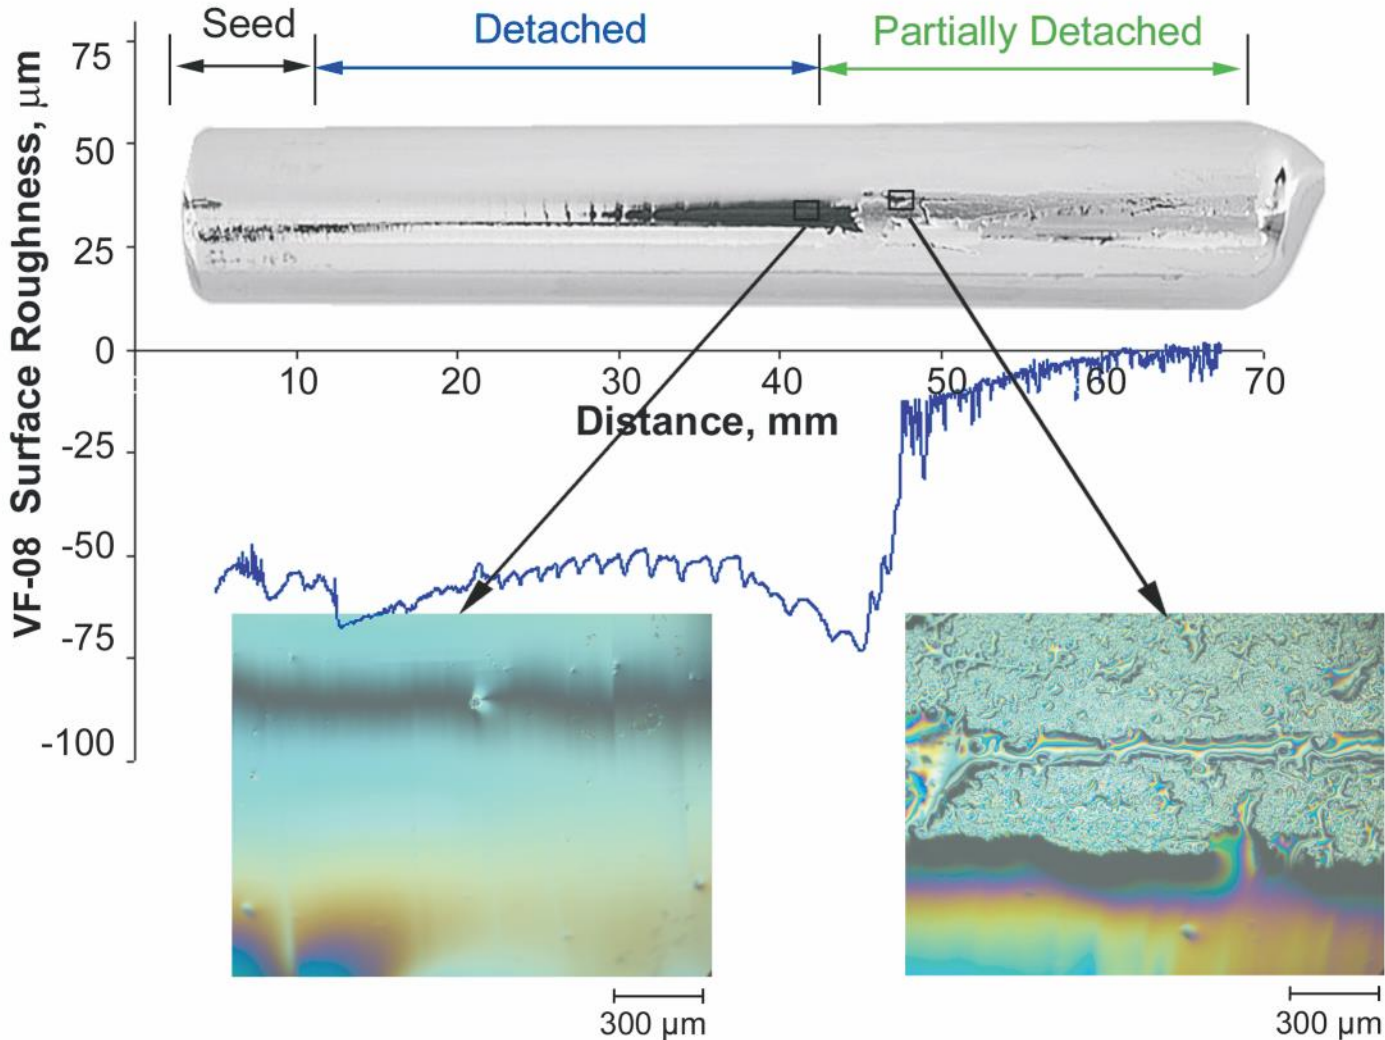 Seed
Detached
Partially Detached
VF-08 Surface Roughness, μm
75
50
25
0
-25
-50
-75
-100
10 20 30 40 50 60 70
Distance, mm
300 μm
300 μm